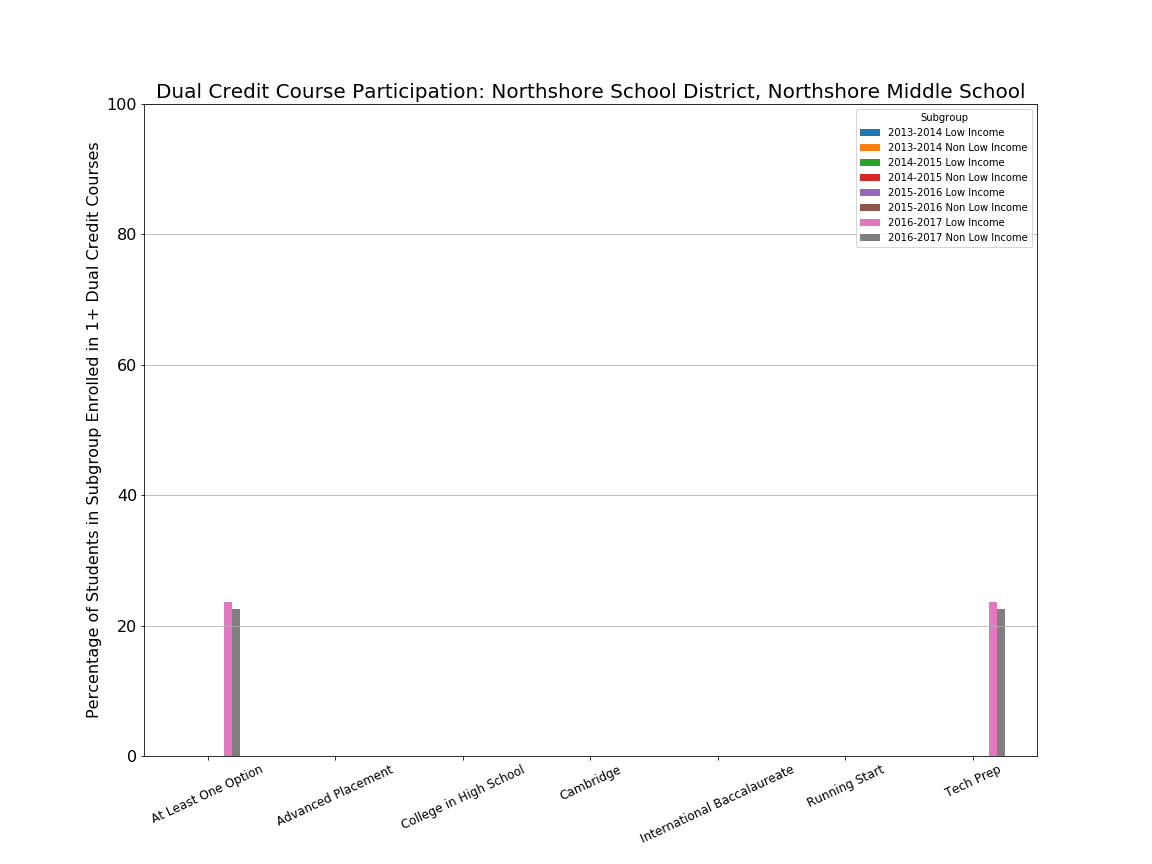 Dual Credit Course Participation: Northshore School District, Northshore Middle School
Percentage of Students in Subgroup Enrolled in 1+ Dual Credit Courses
100
80
60
40
20
0
Subgroup
2013-2014 Low Income
2013-2014 Non Low Income
2014-2015 Low Income
2014-2015 Non Low Income
2015-2016 Low Income
2015-2016 Non Low Income
2016-2017 Low Income
2016-2017 Non Low Income
At Least One Option
Advanced Placement
College in High School
Cambridge
International Baccalaureate
Running Start
Tech Prep